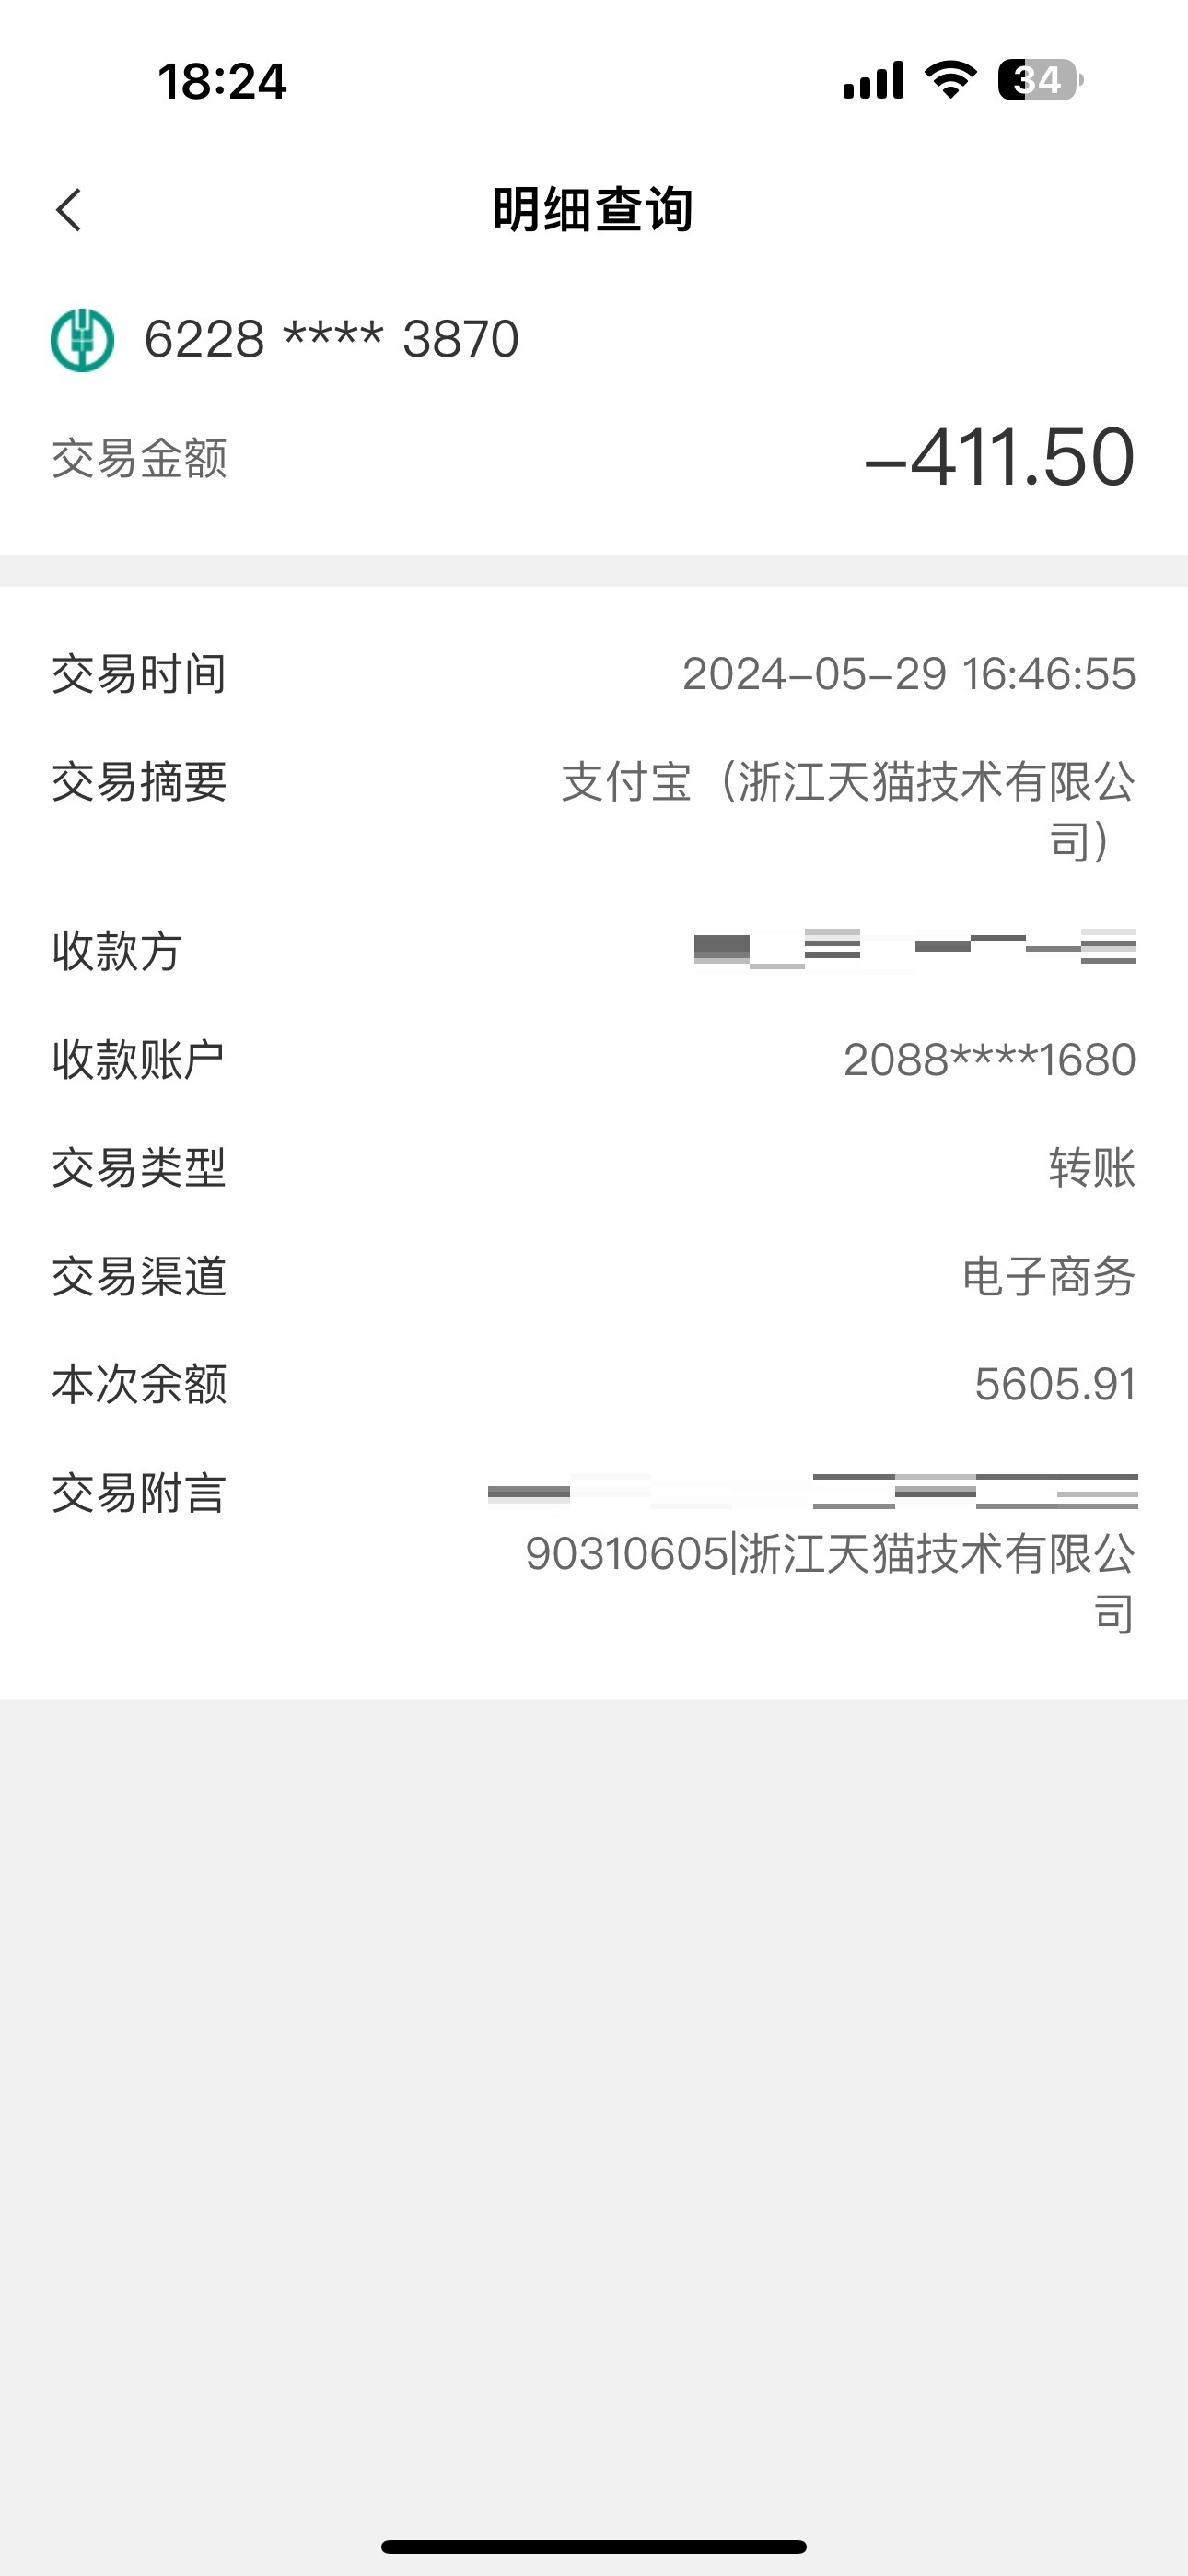 18:24
34
明细查询
6228 **** 3870
交易金额
-411.50
交易时间
2024-05-29 16:46:55
交易摘要
支付宝（浙江天猫技术有限公
司）
收款方
收款账户
2088****1680
交易类型
转账
交易渠道
电子商务
本次余额
5605.91
交易附言
90310605|浙江天猫技术有限公
司